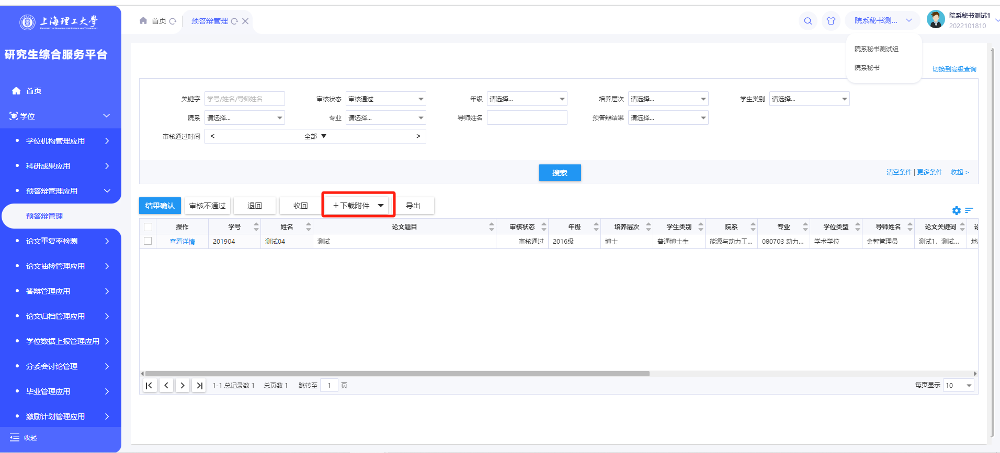 上海理工大學
UNIVERSITY OF SHANGHAI FOR SCIENCE AND TECHNOLOGY
研究生综合服务平台
首页
学位
学位机构管理应用
科研成果应用
预答辩管理应用
预答辩管理
论文重复率检测
论文抽检管理应用
答辩管理应用
论文归档管理应用
学位数据上报管理应用
分委会讨论管理
毕业管理应用
激励计划管理应用
收起
首页 预答辩管理
院系秘书测...
院系秘书测试1
2022101810
院系秘书测试组
院系秘书
切换到高级查询
关键字 学号/姓名/导师姓名 审核状态 审核通过 年级 请选择... 培养层次 请选择... 学生类别 请选择...
院系 请选择... 专业 请选择... 导师姓名 预答辩结果 请选择...
审核通过时间 < 全部 ▼ >
搜索
清空条件 | 更多条件 收起 >
结果确认 审核不通过 退回 收回 +下载附件 导出
操作 学号 姓名 论文题目 审核状态 年级 培养层次 学生类别 院系 专业 学位类型 导师姓名 论文关键词
查看详情 201904 测试04 测试 审核通过 2016级 博士 普通博士生 能源与动力工... 080703 动力... 学术学位 金智管理员 测试1，测试... 地
1-1 总记录数 1 总页数 1 跳转至 1 页
每页显示 10